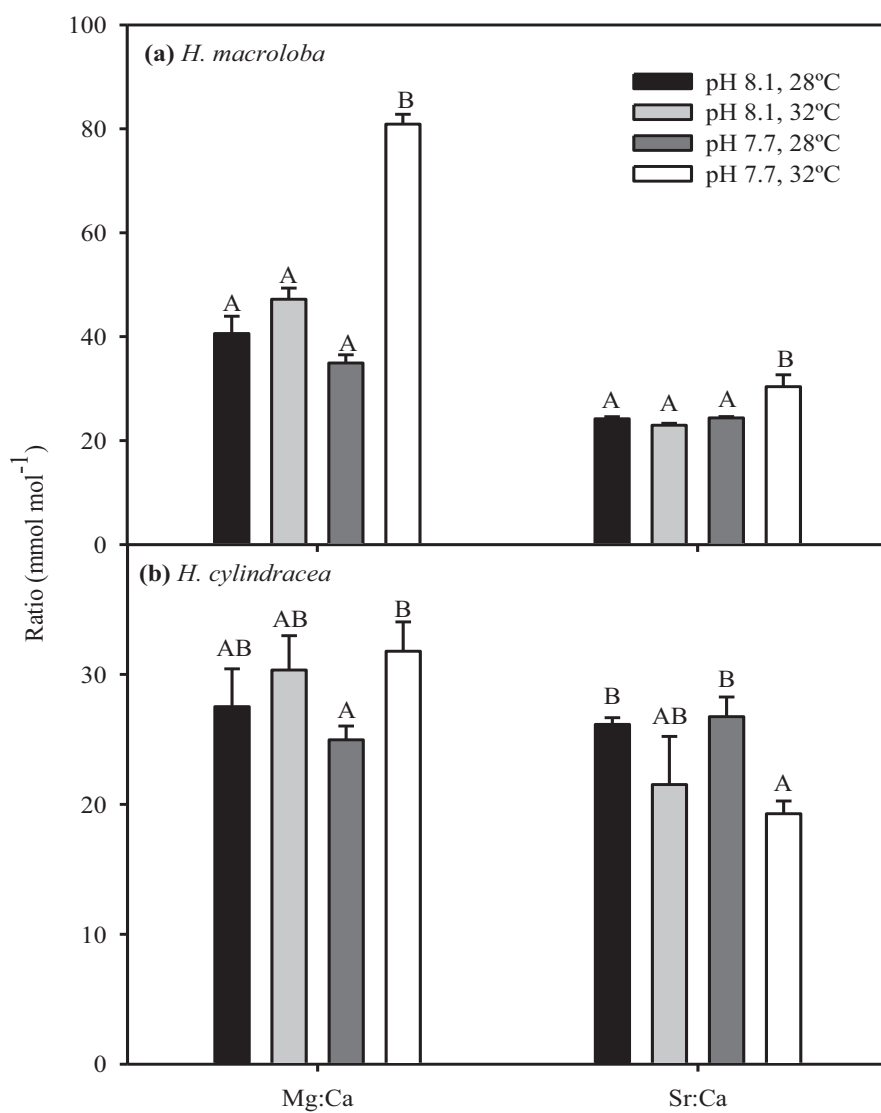 100
(a) H. macroloba
pH 8.1, 28ºC
pH 8.1, 32ºC
pH 7.7, 28ºC
pH 7.7, 32ºC
B
80
60
A
A
A
40
B
A
A
A
20
0
Ratio (mmol mol⁻¹)
(b) H. cylindracea
AB
AB
A
B
30
B
AB
B
A
20
10
0
Mg:Ca
Sr:Ca